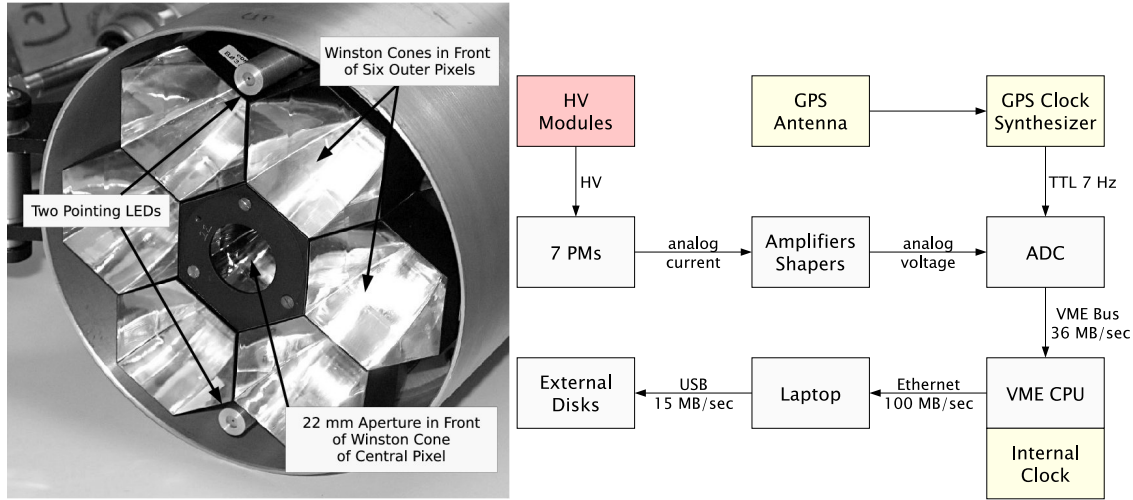 Winston Cones in Front
of Six Outer Pixels
Two Pointing LEDs
22 mm Aperture in Front
of Winston Cone
of Central Pixel
HV
Modules
GPS
Antenna
GPS Clock
Synthesizer
HV
TTL 7 Hz
7 PMs
analog
current
Amplifiers
Shapers
analog
voltage
ADC
VME Bus
36 MB/sec
External
Disks
USB
15 MB/sec
Laptop
Ethernet
100 MB/sec
VME CPU
Internal
Clock